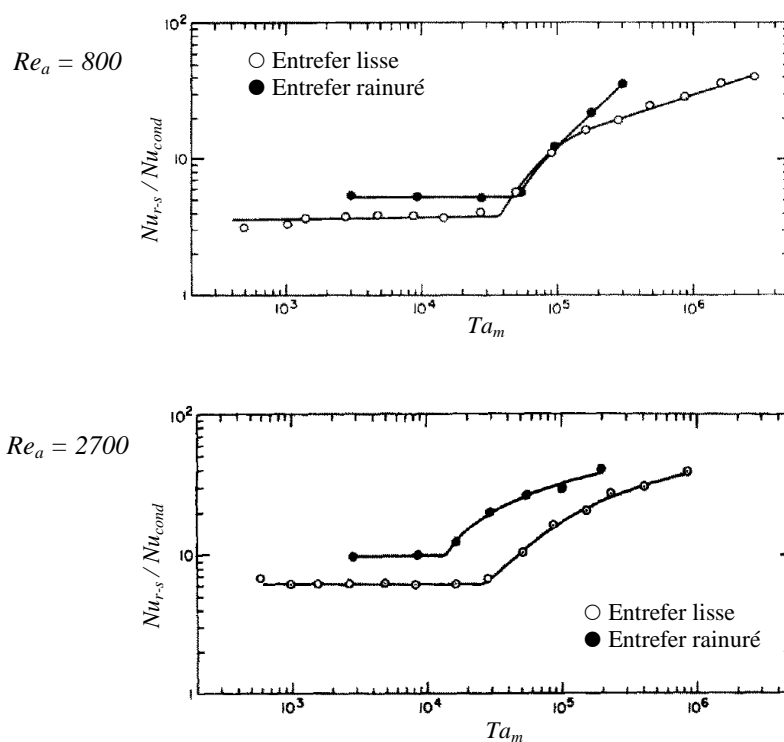 10²
Re_a = 800
○ Entrefer lisse
● Entrefer rainuré
Nu_r-s / Nu_cond
10
1
10³ 10⁴ 10⁵ 10⁶
Ta_m
10²
Re_a = 2700
Nu_r-s / Nu_cond
10
○ Entrefer lisse
● Entrefer rainuré
1
10³ 10⁴ 10⁵ 10⁶
Ta_m